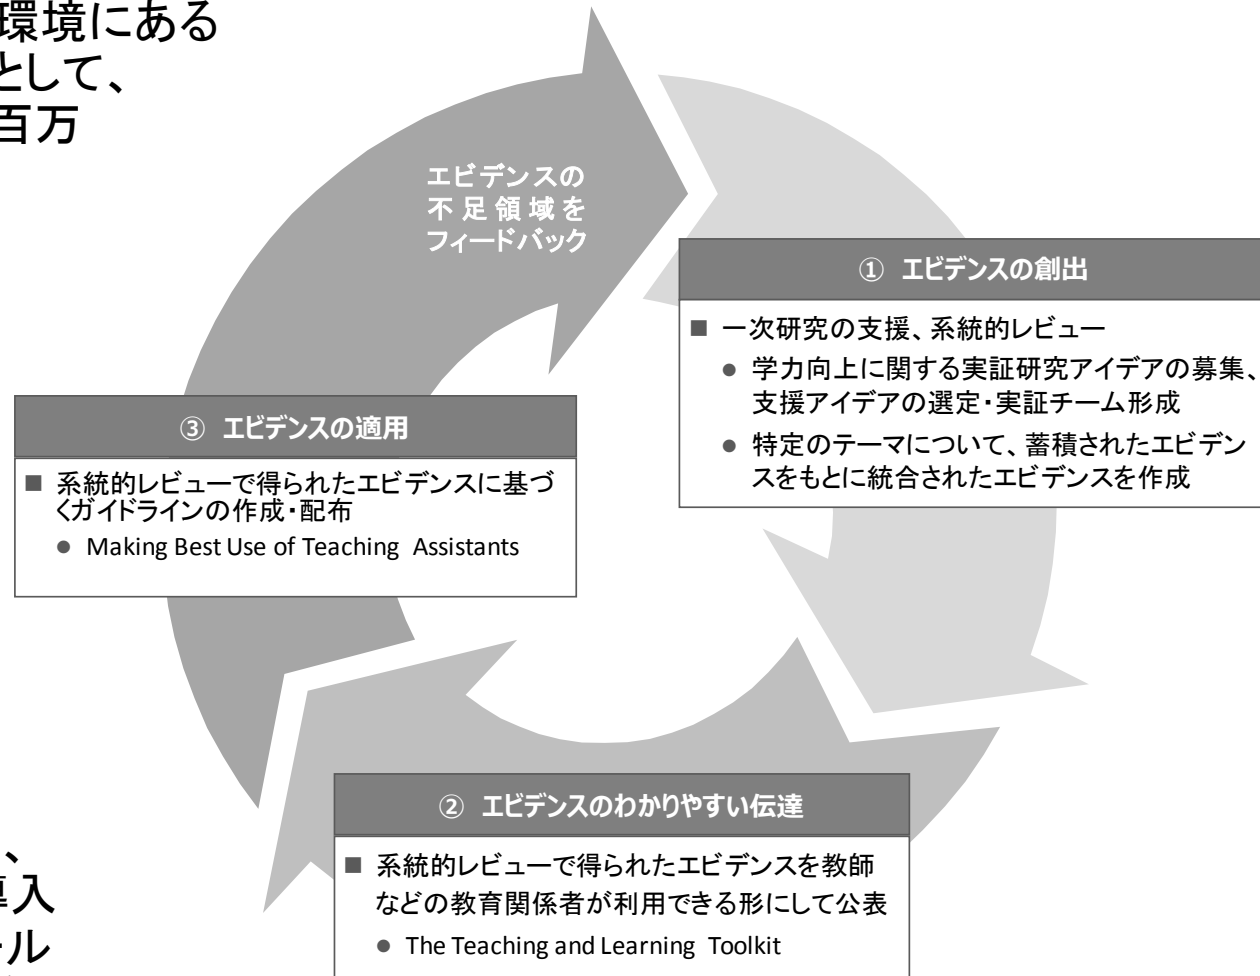 環境にある
として、
百万
エビデンスの
不足領域を
フィードバック
① エビデンスの創出
■ 一次研究の支援、系統的レビュー
● 学力向上に関する実証研究アイデアの募集、
支援アイデアの選定・実証チーム形成
● 特定のテーマについて、蓄積されたエビデン
スをもとに統合されたエビデンスを作成
③ エビデンスの適用
■ 系統的レビューで得られたエビデンスに基づ
くガイドラインの作成・配布
● Making Best Use of Teaching Assistants
② エビデンスのわかりやすい伝達
■ 系統的レビューで得られたエビデンスを教師
などの教育関係者が利用できる形にして公表
● The Teaching and Learning Toolkit
、
導入
ール